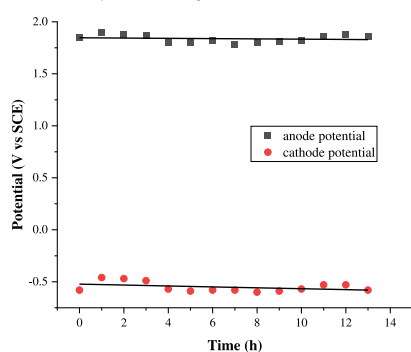 2.0
1.5
1.0
0.5
0.0
-0.5
Potential (V vs SCE)
anode potential
cathode potential
0 2 4 6 8 10 12 14
Time (h)